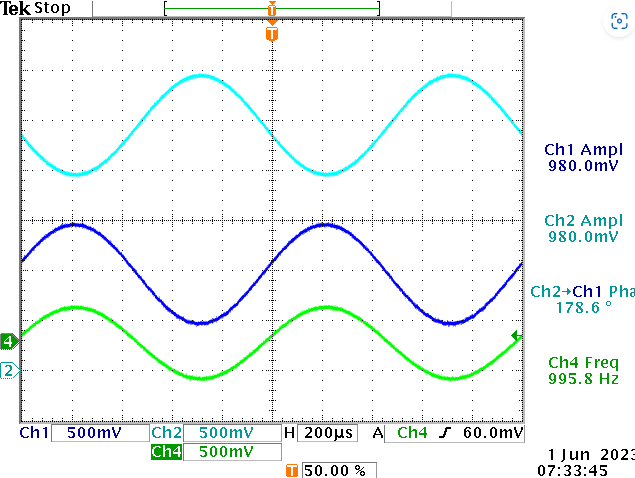 Tek Stop
T
T
Ch1 Ampl
980.0mV
Ch2 Ampl
980.0mV
Ch2→Ch1 Pha
178.6 °
4
2
Ch4 Freq
995.8 Hz
Ch1 500mV Ch2 500mV H 200µs A Ch4 60.0mV
Ch4 500mV
T 50.00 %
1 Jun 2023
07:33:45